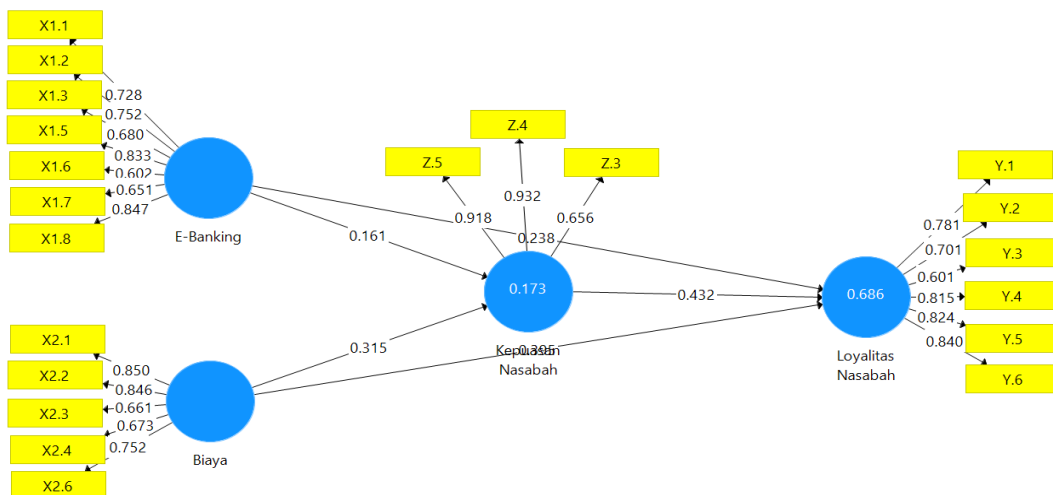 X1.1
X1.2
X1.3
X1.5
X1.6
X1.7
X1.8
0.728
0.752
0.680
0.833
0.602
0.651
0.847
E-Banking
X2.1
X2.2
X2.3
X2.4
X2.6
0.850
0.846
0.661
0.673
0.752
Biaya
0.161
0.315
0.238
Z.5
Z.4
Z.3
0.918
0.932
0.656
0.173
Kepuasan
Nasabah
0.395
0.432
0.686
Loyalitas
Nasabah
0.781
0.701
0.601
0.815
0.824
0.840
Y.1
Y.2
Y.3
Y.4
Y.5
Y.6